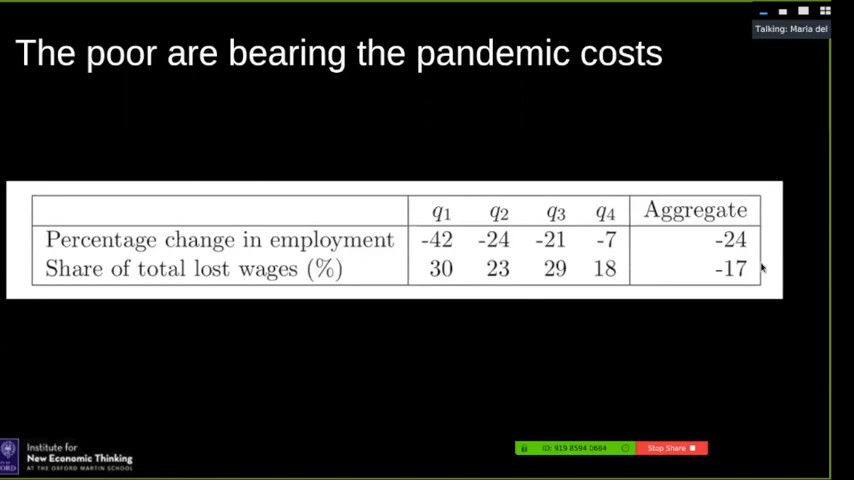 Talking: Maria del
The poor are bearing the pandemic costs
q1 q2 q3 q4 Aggregate
Percentage change in employment -42 -24 -21 -7 -24
Share of total lost wages (%) 30 23 29 18 -17
Institute for
New Economic Thinking
AT THE OXFORD MARTIN SCHOOL
ORD
ID: 919 8594 0684
Stop Share